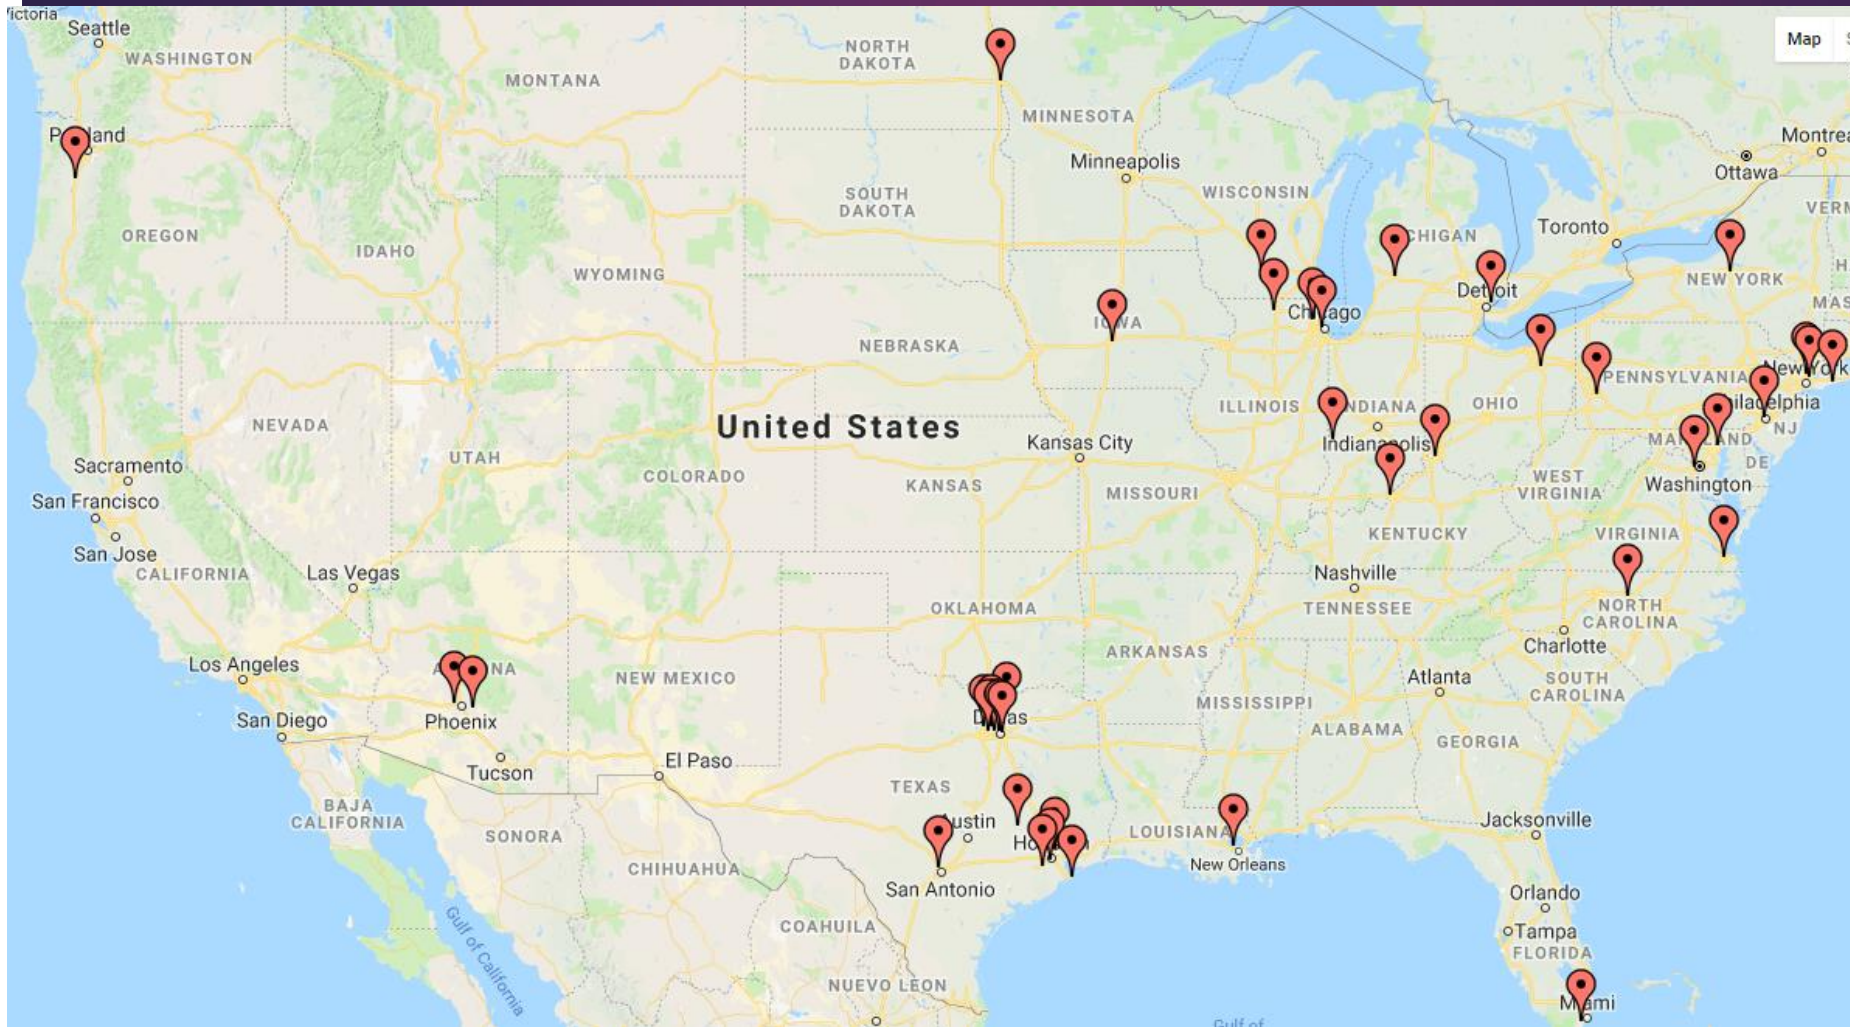 Seattle
WASHINGTON
MONTANA
NORTH
DAKOTA
MINNESOTA
Minneapolis
SOUTH
DAKOTA
WISCONSIN
Toronto
Ottawa
Map
OREGON
IDAHO
WYOMING
NEBRASKA
NEW YORK
NEVADA
UTAH
COLORADO
United States
KANSAS
Kansas City
MISSOURI
ILLINOIS
OHIO
PENNSYLVANIA
NJ
DE
Sacramento
San Francisco
San Jose
CALIFORNIA
Las Vegas
Los Angeles
San Diego
Phoenix
Tucson
El Paso
NEW MEXICO
OKLAHOMA
ARKANSAS
Indianapolis
KENTUCKY
WEST
VIRGINIA
VIRGINIA
Washington
Nashville
TENNESSEE
NORTH
CAROLINA
Charlotte
SOUTH
CAROLINA
Atlanta
MISSISSIPPI
ALABAMA
GEORGIA
TEXAS
San Antonio
LOUISIANA
New Orleans
Jacksonville
Orlando
Tampa
FLORIDA
BAJA
CALIFORNIA
SONORA
CHIHUAHUA
COAHUILA
NUEVO LEON
Gulf of California
Gulf of